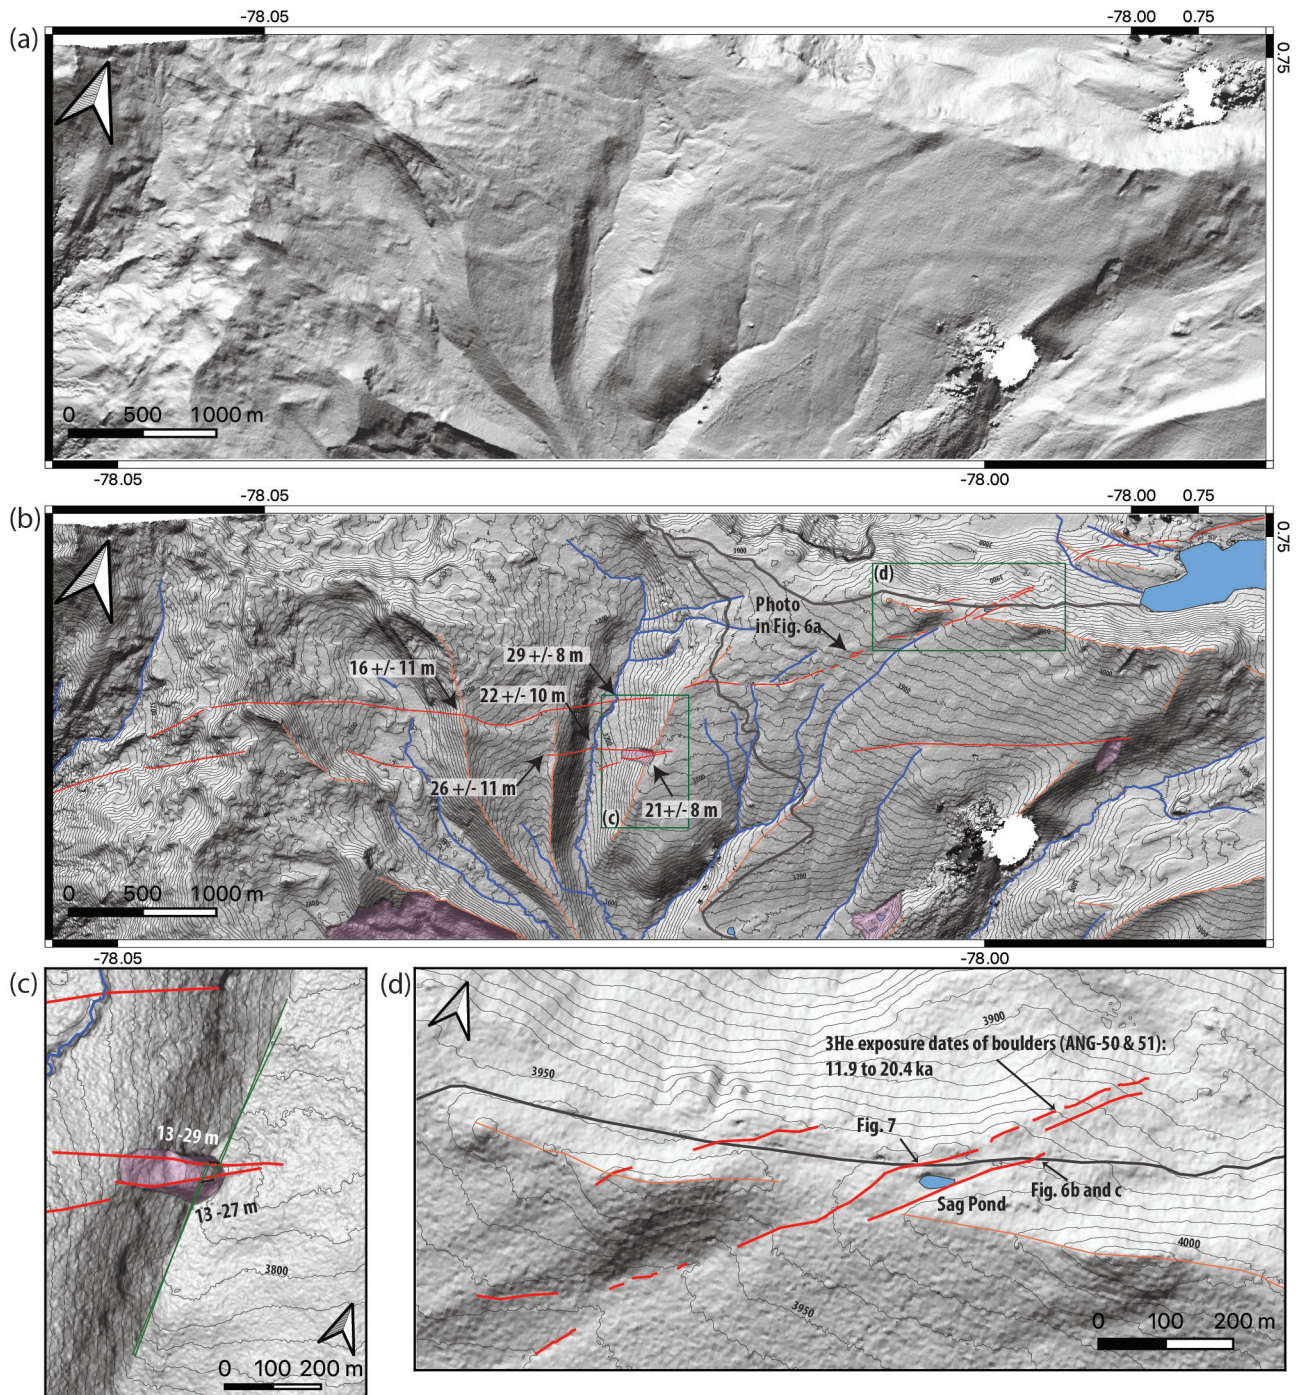 (a)
-78.05
-78.00 0.75
0.75
0 500 1000 m
-78.05
-78.00
(b)
-78.05
-78.00 0.75
0.75
3900
(d)
Photo
in Fig. 6a
16 +/- 11 m
29 +/- 8 m
22 +/- 10 m
26 +/- 11 m
21+/- 8 m
(c)
0 500 1000 m
-78.05
-78.00
(c)
13 -29 m
13 -27 m
3800
0 100 200 m
(d)
3900
3He exposure dates of boulders (ANG-50 & 51):
11.9 to 20.4 ka
3950
Fig. 7
Fig. 6b and c
Sag Pond
4000
3950
0 100 200 m